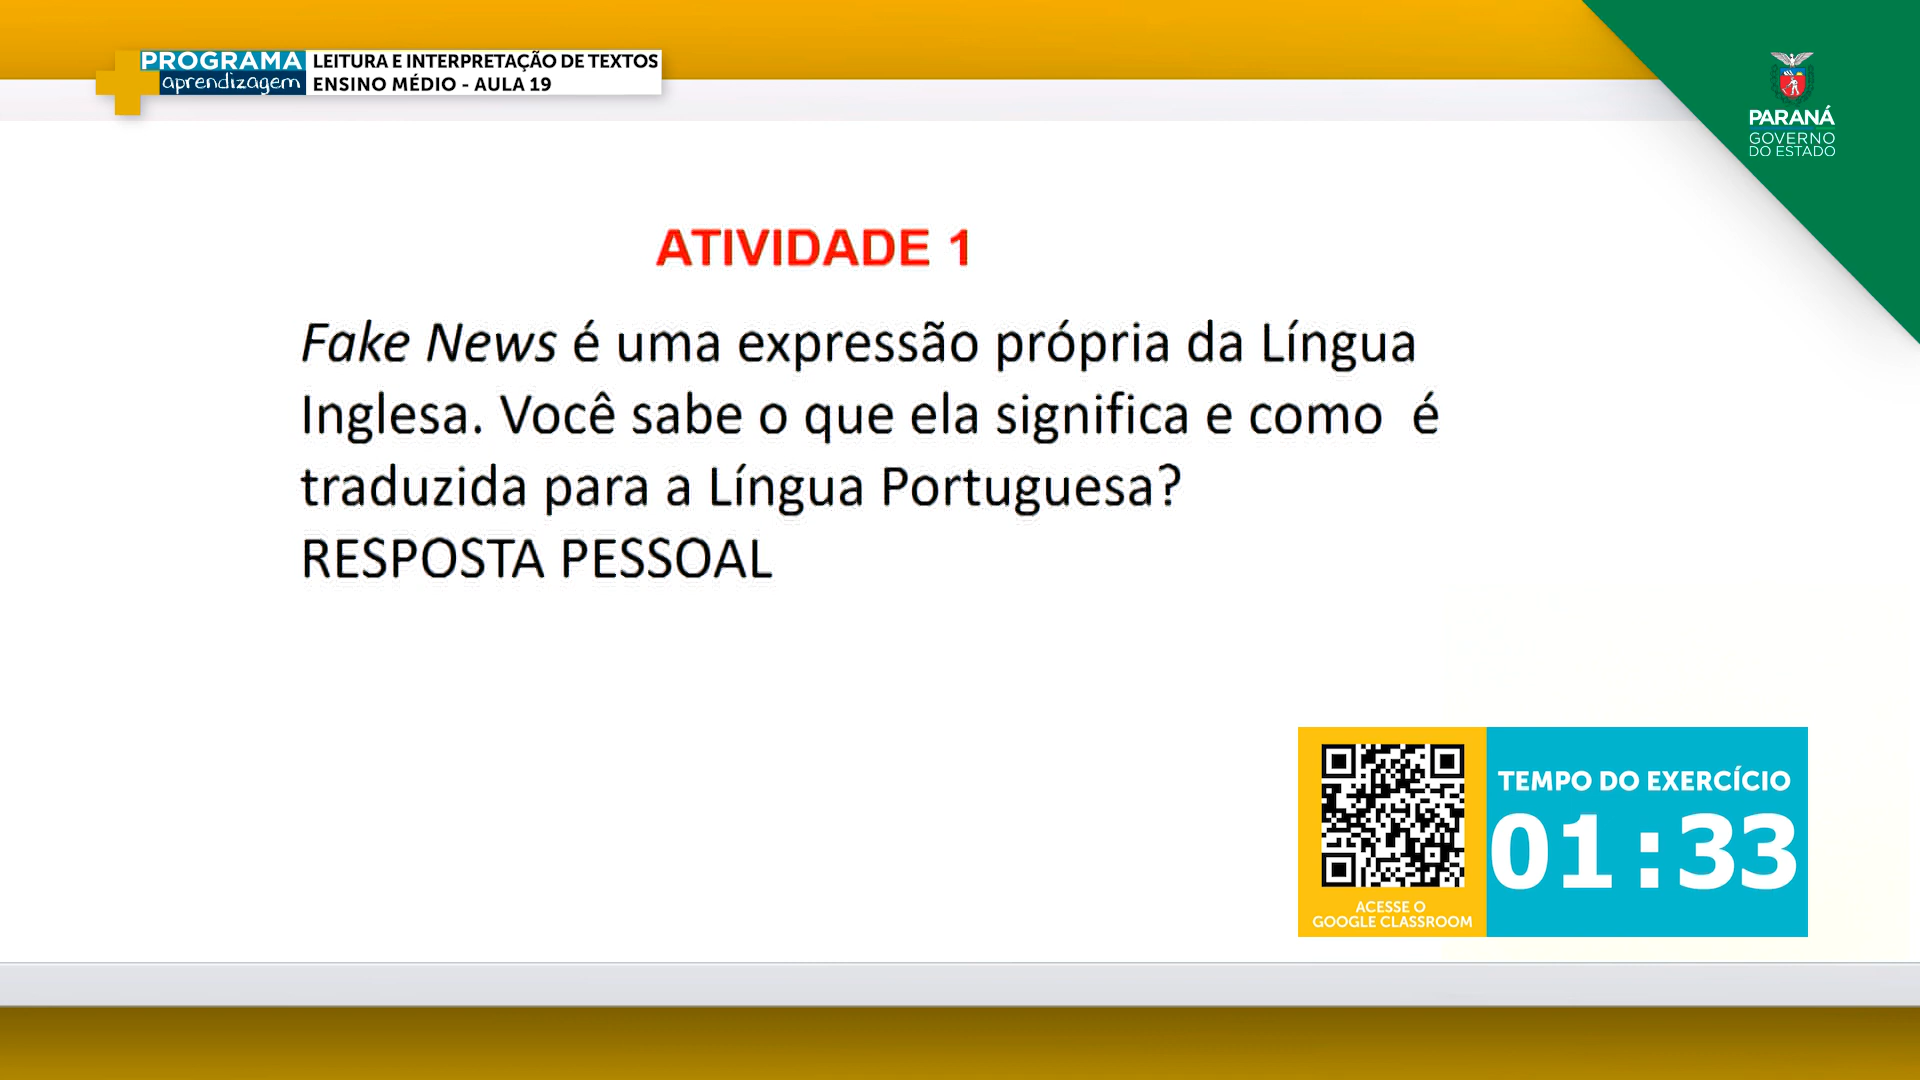 PROGRAMA
aprendizagem
LEITURA E INTERPRETAÇÃO DE TEXTOS
ENSINO MÉDIO - AULA 19
PARANÁ
GOVERNO
DO ESTADO
ATIVIDADE 1
Fake News é uma expressão própria da Língua
Inglesa. Você sabe o que ela significa e como é
traduzida para a Língua Portuguesa?
RESPOSTA PESSOAL
ACESSE O
GOOGLE CLASSROOM
TEMPO DO EXERCÍCIO
01:33